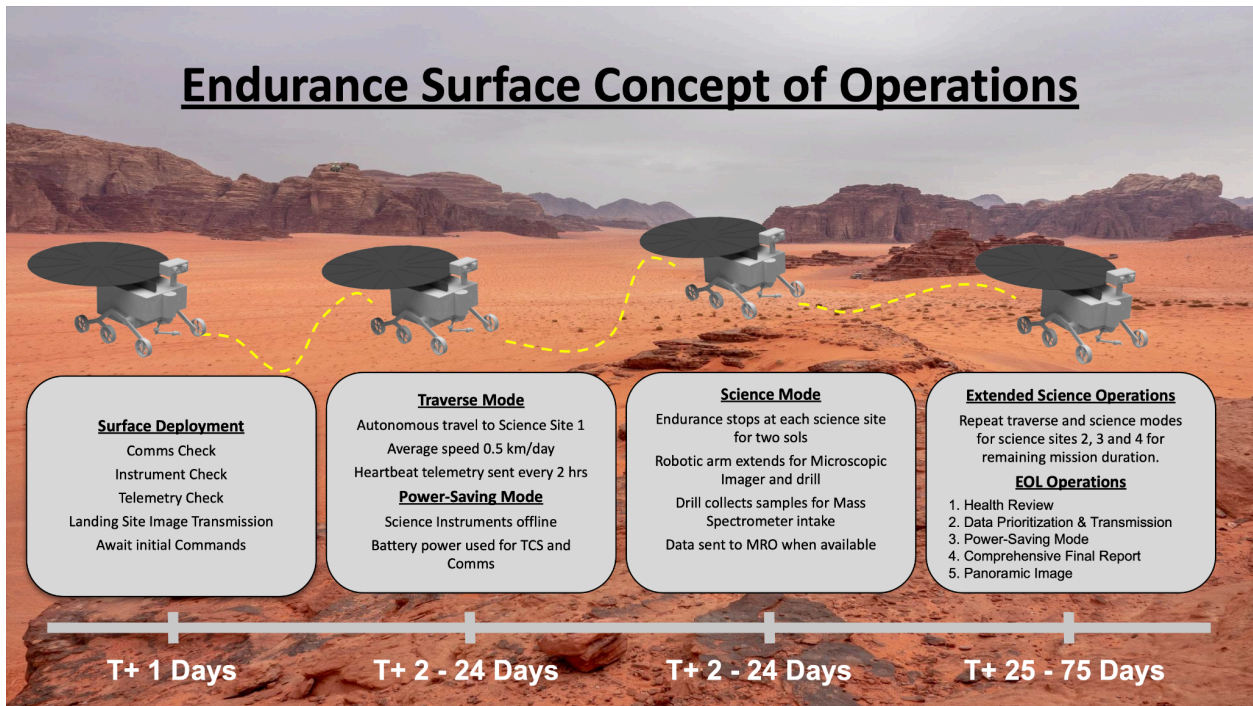 Endurance Surface Concept of Operations
Surface Deployment
Comms Check
Instrument Check
Telemetry Check
Landing Site Image Transmission
Await initial Commands
Traverse Mode
Autonomous travel to Science Site 1
Average speed 0.5 km/day
Heartbeat telemetry sent every 2 hrs
Power-Saving Mode
Science Instruments offline
Battery power used for TCS and
Comms
Science Mode
Endurance stops at each science site
for two sols
Robotic arm extends for Microscopic
Imager and drill
Drill collects samples for Mass
Spectrometer intake
Data sent to MRO when available
Extended Science Operations
Repeat traverse and science modes
for science sites 2, 3 and 4 for
remaining mission duration.
EOL Operations
1. Health Review
2. Data Prioritization & Transmission
3. Power-Saving Mode
4. Comprehensive Final Report
5. Panoramic Image
T+ 1 Days
T+ 2 - 24 Days
T+ 2 - 24 Days
T+ 25 - 75 Days